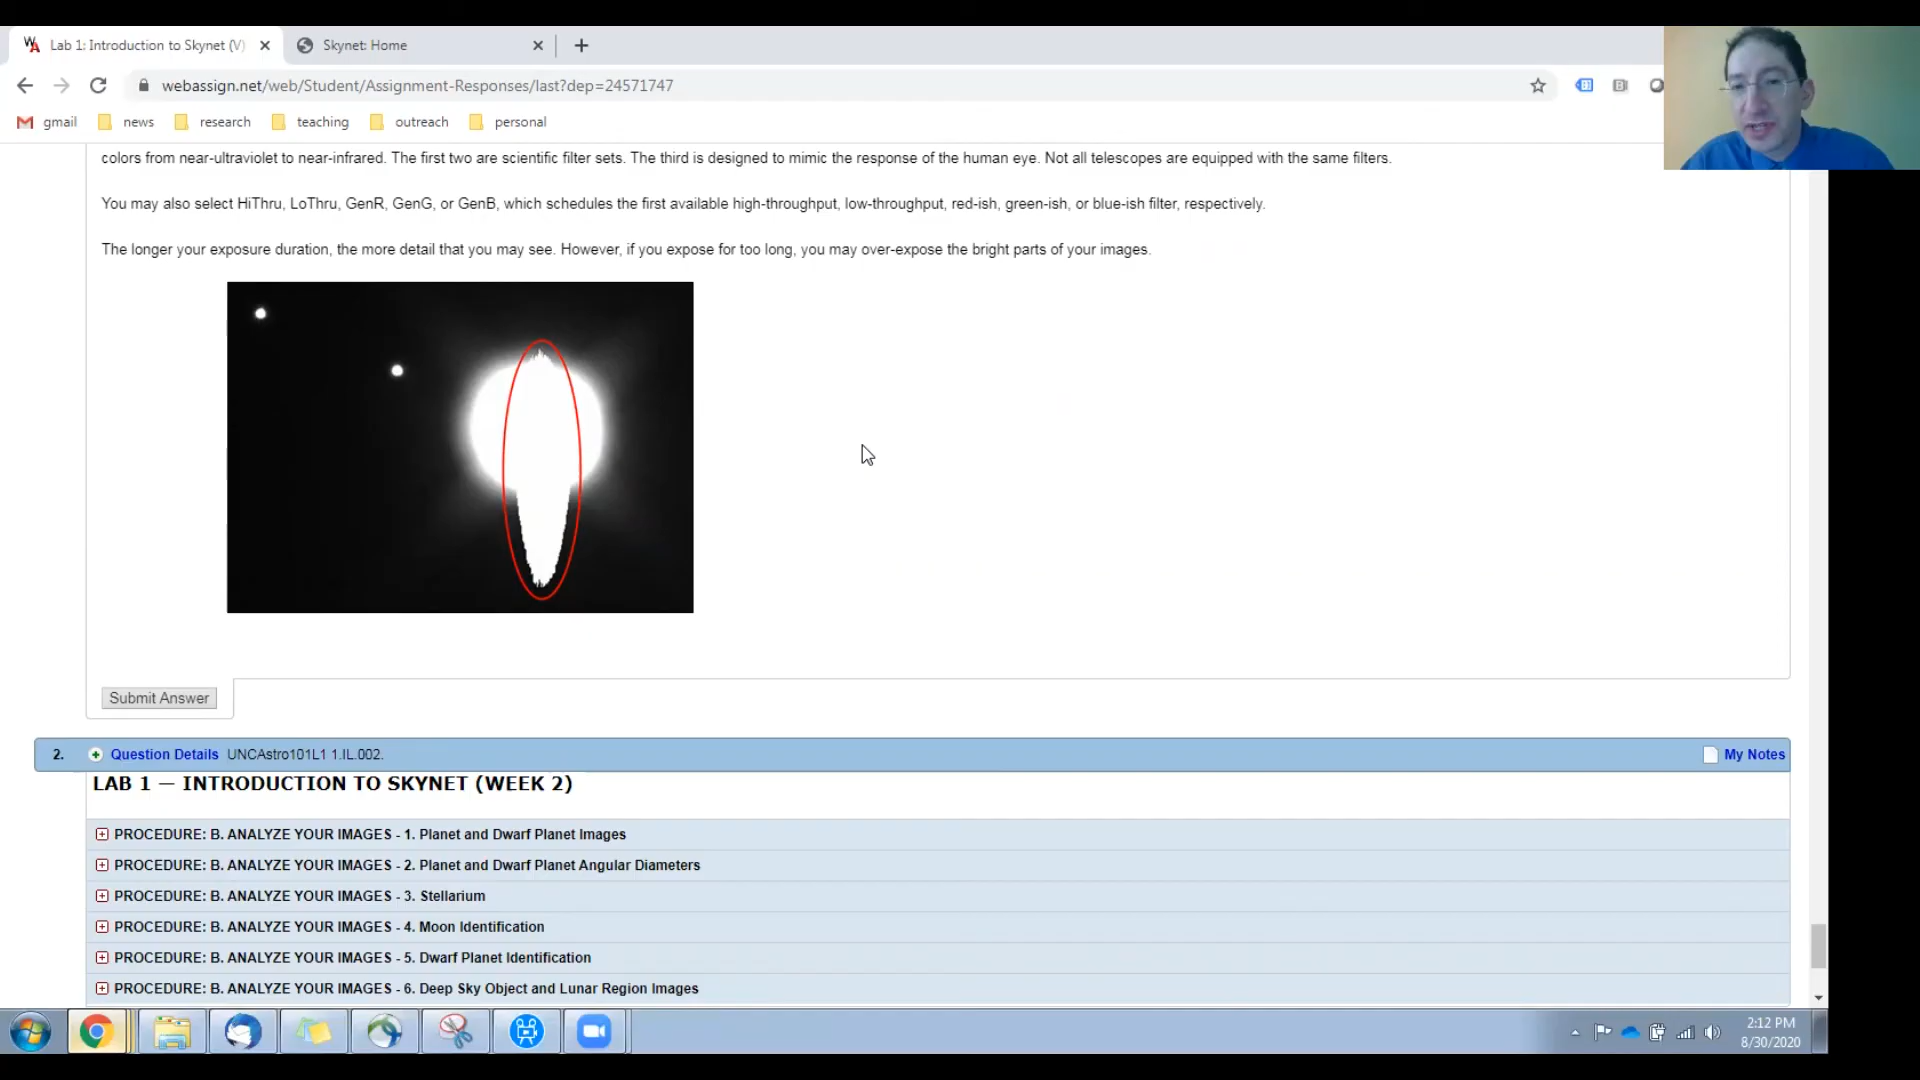 Lab 1: Introduction to Skynet (V)
Skynet: Home
webassign.net/web/Student/Assignment-Responses/last?dep=24571747
gmail news research teaching outreach personal
colors from near-ultraviolet to near-infrared. The first two are scientific filter sets. The third is designed to mimic the response of the human eye. Not all telescopes are equipped with the same filters.
You may also select HiThru, LoThru, GenR, GenG, or GenB, which schedules the first available high-throughput, low-throughput, red-ish, green-ish, or blue-ish filter, respectively.
The longer your exposure duration, the more detail that you may see. However, if you expose for too long, you may over-expose the bright parts of your images.
Submit Answer
2. Question Details UNCAstro101L1 1.IL.002. My Notes
LAB 1 — INTRODUCTION TO SKYNET (WEEK 2)
PROCEDURE: B. ANALYZE YOUR IMAGES - 1. Planet and Dwarf Planet Images
PROCEDURE: B. ANALYZE YOUR IMAGES - 2. Planet and Dwarf Planet Angular Diameters
PROCEDURE: B. ANALYZE YOUR IMAGES - 3. Stellarium
PROCEDURE: B. ANALYZE YOUR IMAGES - 4. Moon Identification
PROCEDURE: B. ANALYZE YOUR IMAGES - 5. Dwarf Planet Identification
PROCEDURE: B. ANALYZE YOUR IMAGES - 6. Deep Sky Object and Lunar Region Images
2:12 PM
8/30/2020